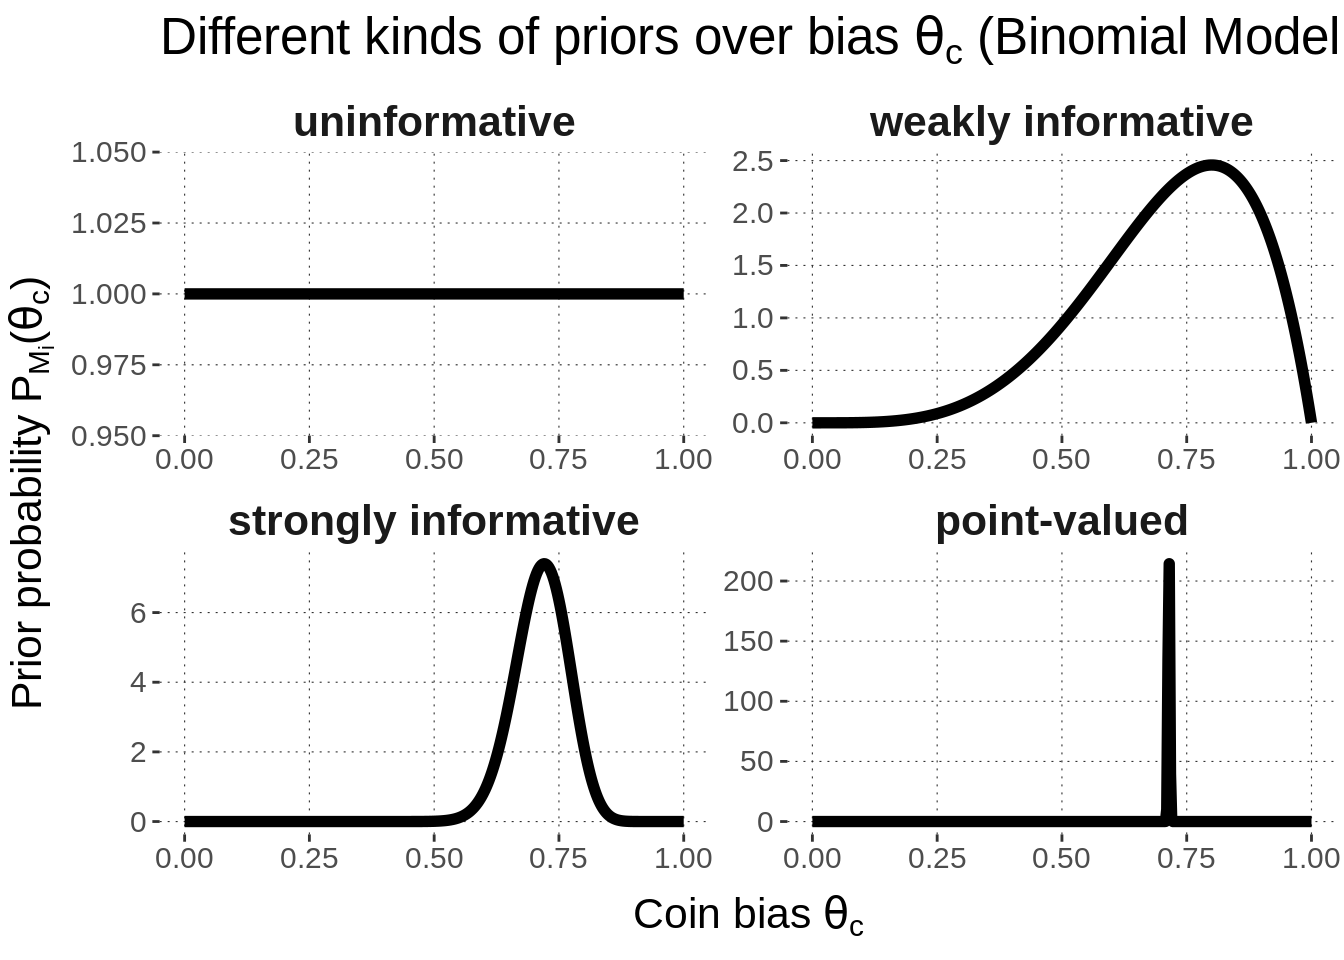 Different kinds of priors over bias θc (Binomial Model
uninformative
weakly informative
1.050
1.025
1.000
0.975
0.950
0.00 0.25 0.50 0.75 1.00
2.5
2.0
1.5
1.0
0.5
0.0
0.00 0.25 0.50 0.75 1.00
strongly informative
point-valued
6
4
2
0
0.00 0.25 0.50 0.75 1.00
200
150
100
50
0
0.00 0.25 0.50 0.75 1.00
Prior probability PMi(θc)
Coin bias θc